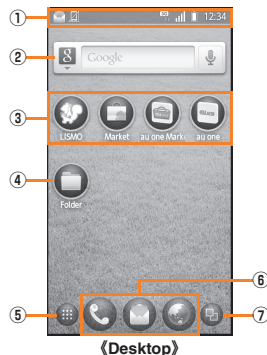 ① 12:34
② 8 Google
③ LISMO Market au one Mark au one
④ Folder
⑥
⑤ ⑦
《Desktop》